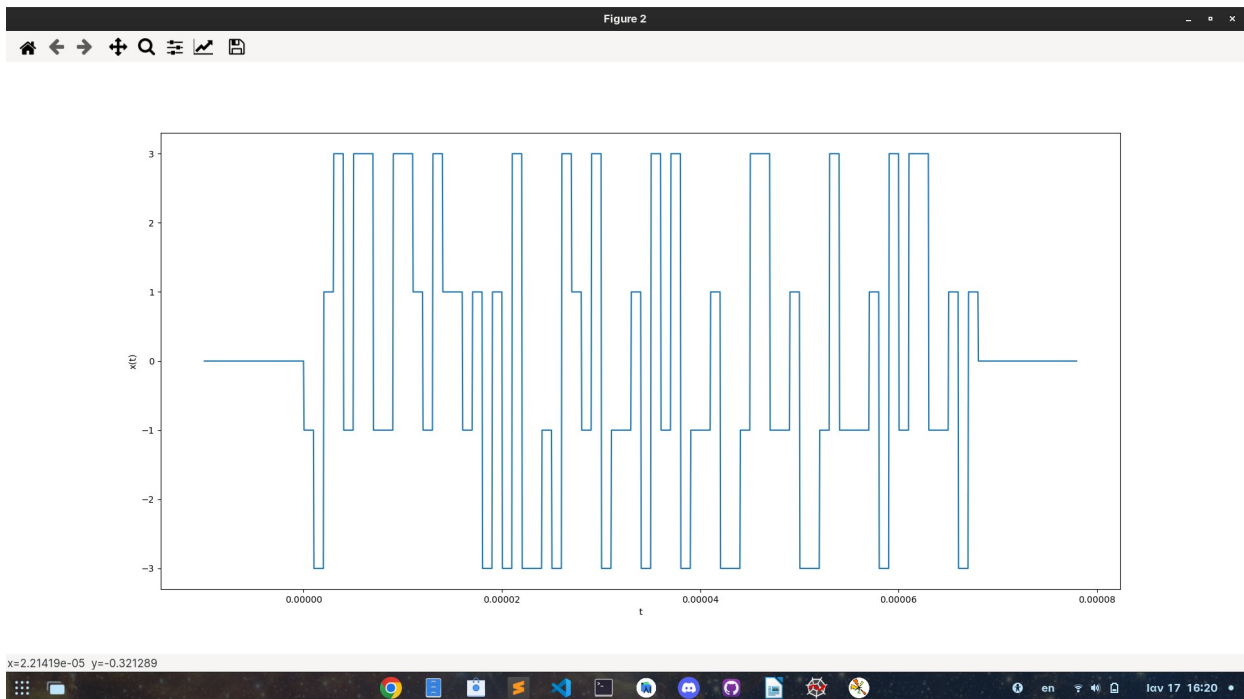 Figure 2
3
2
1
0
−1
−2
−3
x(t)
0.00000 0.00002 0.00004 0.00006 0.00008
t
x=2.21419e-05 y=-0.321289
en Ιαν 17 16:20